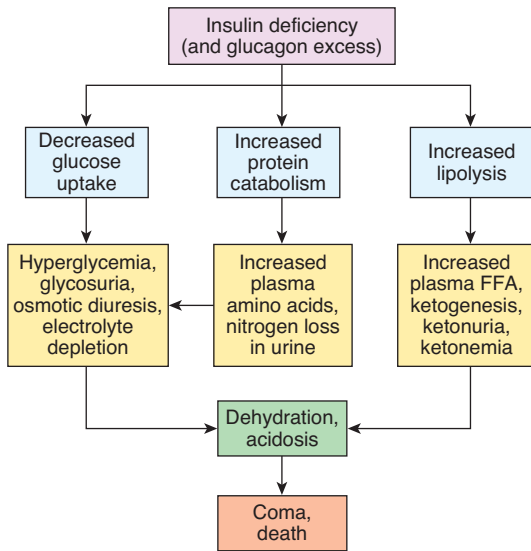 Insulin deficiency
(and glucagon excess)
Decreased
glucose
uptake
Increased
protein
catabolism
Increased
lipolysis
Hyperglycemia,
glycosuria,
osmotic diuresis,
electrolyte
depletion
Increased
plasma
amino acids,
nitrogen loss
in urine
Increased
plasma FFA,
ketogenesis,
ketonuria,
ketonemia
Dehydration,
acidosis
Coma,
death